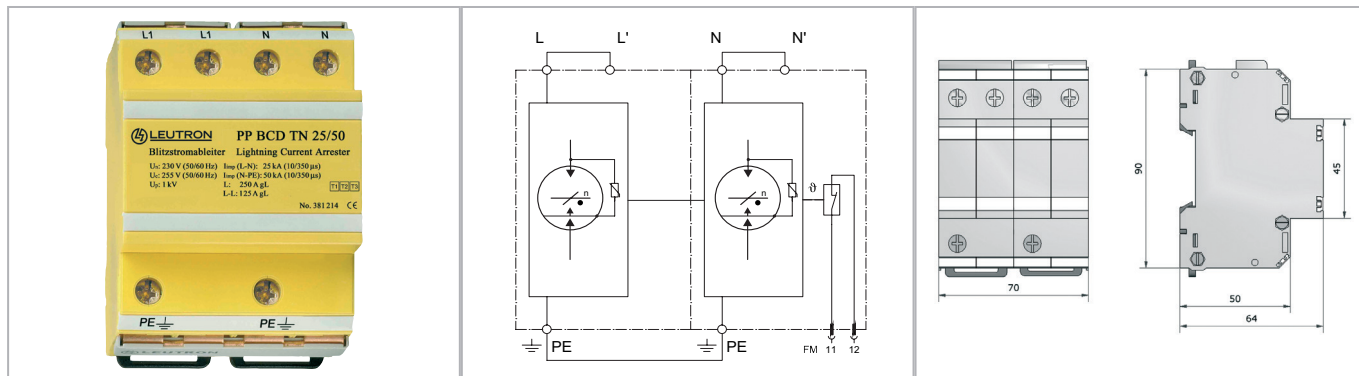 L1 L1 N N
LEUTRON PP BCD TN 25/50
Blitzstromableiter Lightning Current Arrester
Uₙ: 230 V (50/60 Hz) Iimp (L-N): 25 kA (10/350 µs)
Uc: 255 V (50/60 Hz) Iimp (N-PE): 50 kA (10/350 µs)
Up: 1 kV L: 250 A gL T1 T2 T3
L-L: 125 A gL
No. 381 214 CE
PE PE
LEUTRON
L L' N N'
n n ϑ
PE PE FM 11 12
90 45
70 50
64